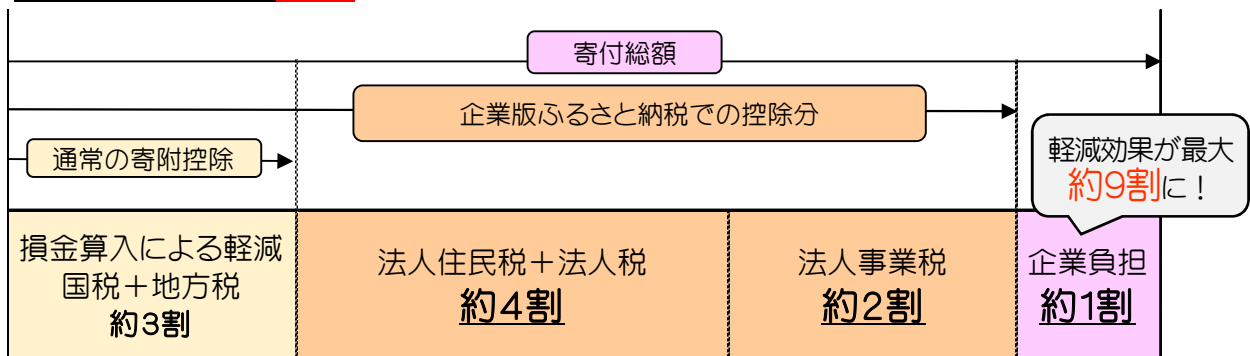 寄付総額
企業版ふるさと納税での控除分
通常の寄附控除
軽減効果が最大
約9割に！
損金算入による軽減
国税＋地方税
約3割
法人住民税＋法人税
約4割
法人事業税
約2割
企業負担
約1割